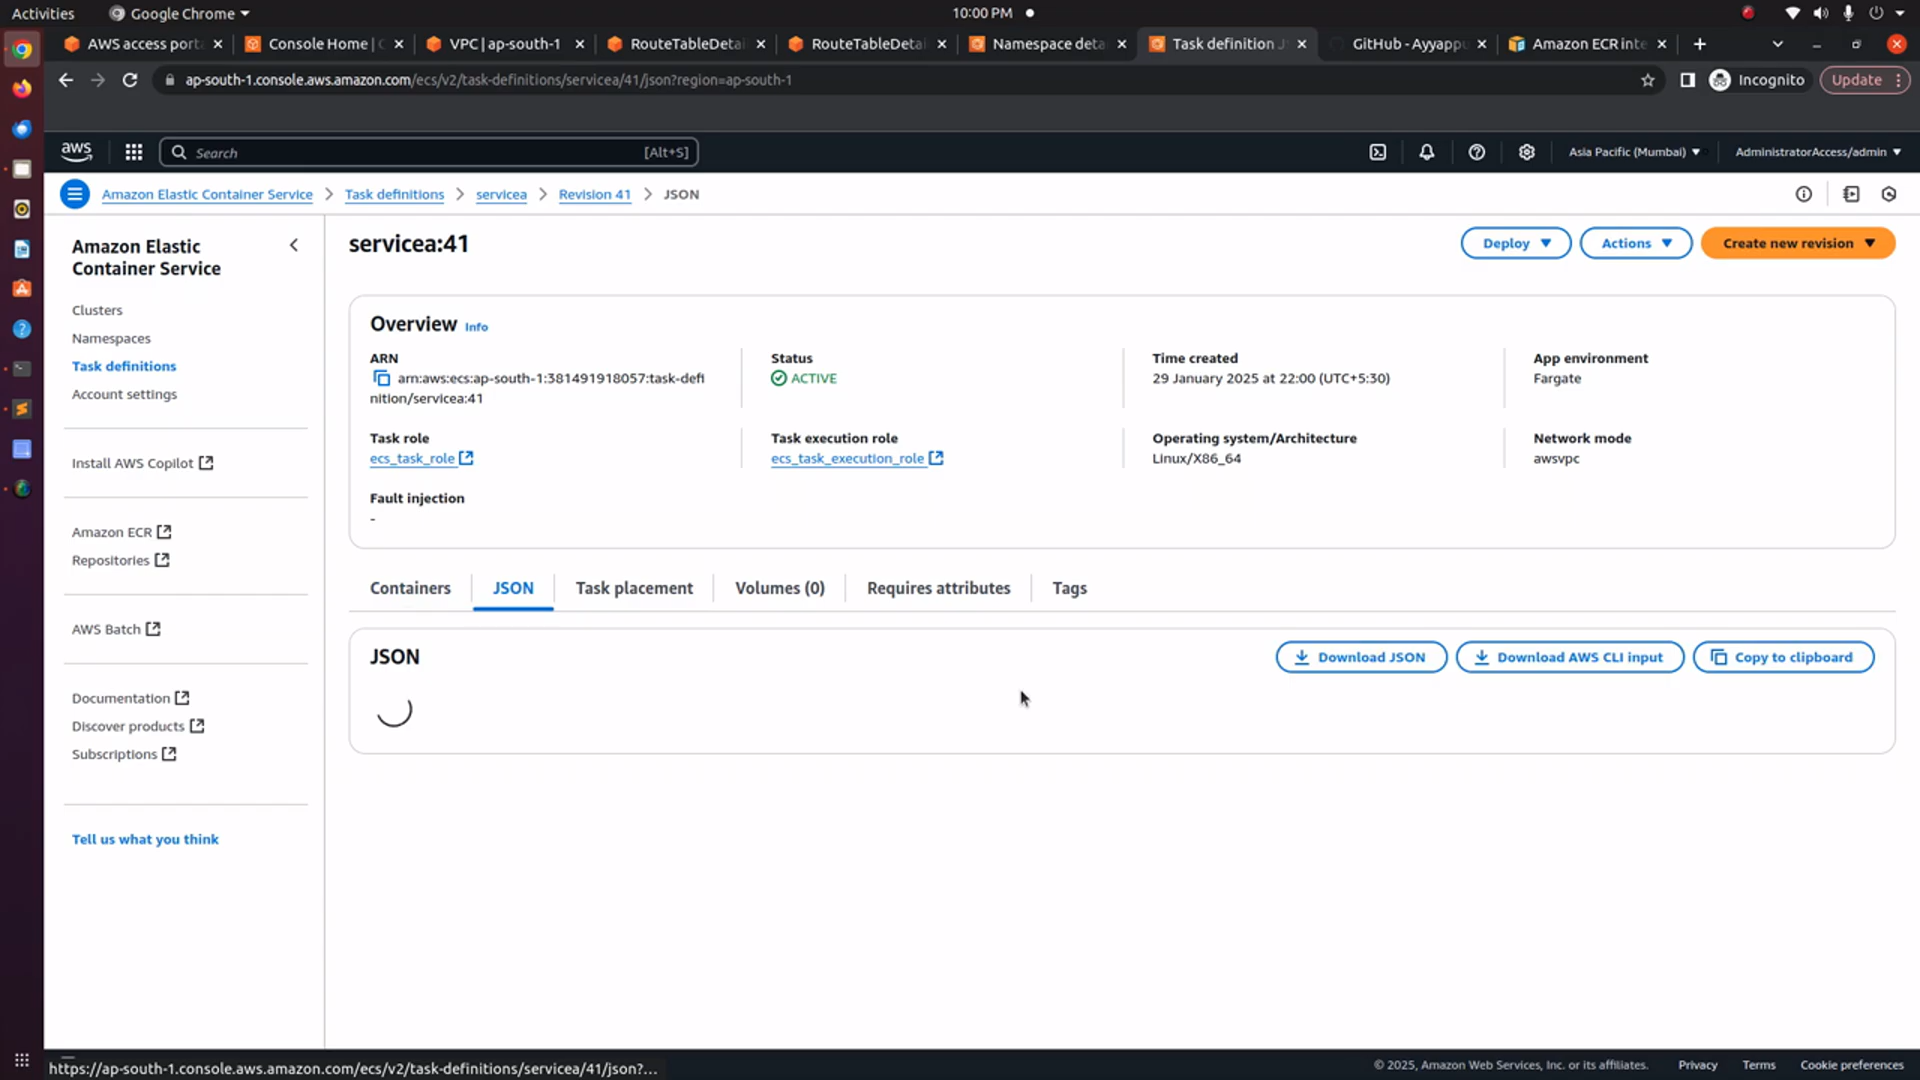 Activities
Google Chrome
10:00 PM
AWS access port
Console Home | C
VPC | ap-south-1
RouteTableDetai
RouteTableDetai
Namespace deta
Task definition J
GitHub - Ayyappu
Amazon ECR inte
ap-south-1.console.aws.amazon.com/ecs/v2/task-definitions/servicea/41/json?region=ap-south-1
Incognito
Update
aws
Search
[Alt+S]
Asia Pacific (Mumbai)
AdministratorAccess/admin
Amazon Elastic Container Service
Task definitions
servicea
Revision 41
JSON
Amazon Elastic
Container Service
Clusters
Namespaces
Task definitions
Account settings
Install AWS Copilot
Amazon ECR
Repositories
AWS Batch
Documentation
Discover products
Subscriptions
Tell us what you think
servicea:41
Deploy
Actions
Create new revision
Overview Info
ARN
arn:aws:ecs:ap-south-1:381491918057:task-defi
nition/servicea:41
Status
ACTIVE
Time created
29 January 2025 at 22:00 (UTC+5:30)
App environment
Fargate
Task role
ecs_task_role
Task execution role
ecs_task_execution_role
Operating system/Architecture
Linux/X86_64
Network mode
awsvpc
Fault injection
-
Containers
JSON
Task placement
Volumes (0)
Requires attributes
Tags
JSON
Download JSON
Download AWS CLI input
Copy to clipboard
https://ap-south-1.console.aws.amazon.com/ecs/v2/task-definitions/servicea/41/json?...
© 2025, Amazon Web Services, Inc. or its affiliates.
Privacy
Terms
Cookie preferences